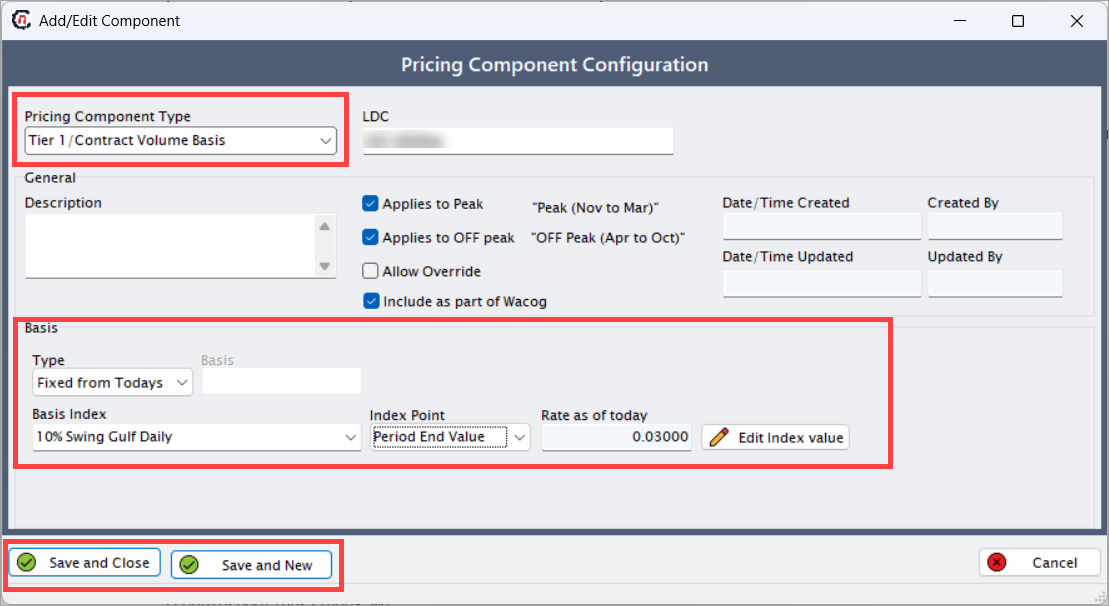 Add/Edit Component
Pricing Component Configuration
Pricing Component Type
LDC
Tier 1/Contract Volume Basis
General
Description
Applies to Peak
"Peak (Nov to Mar)"
Date/Time Created
Created By
Applies to OFF peak
"OFF Peak (Apr to Oct)"
Date/Time Updated
Updated By
Allow Override
Include as part of Wacog
Basis
Type
Basis
Fixed from Todays
Basis Index
Index Point
Rate as of today
10% Swing Gulf Daily
Period End Value
0.03000
Edit Index value
Save and Close
Save and New
Cancel